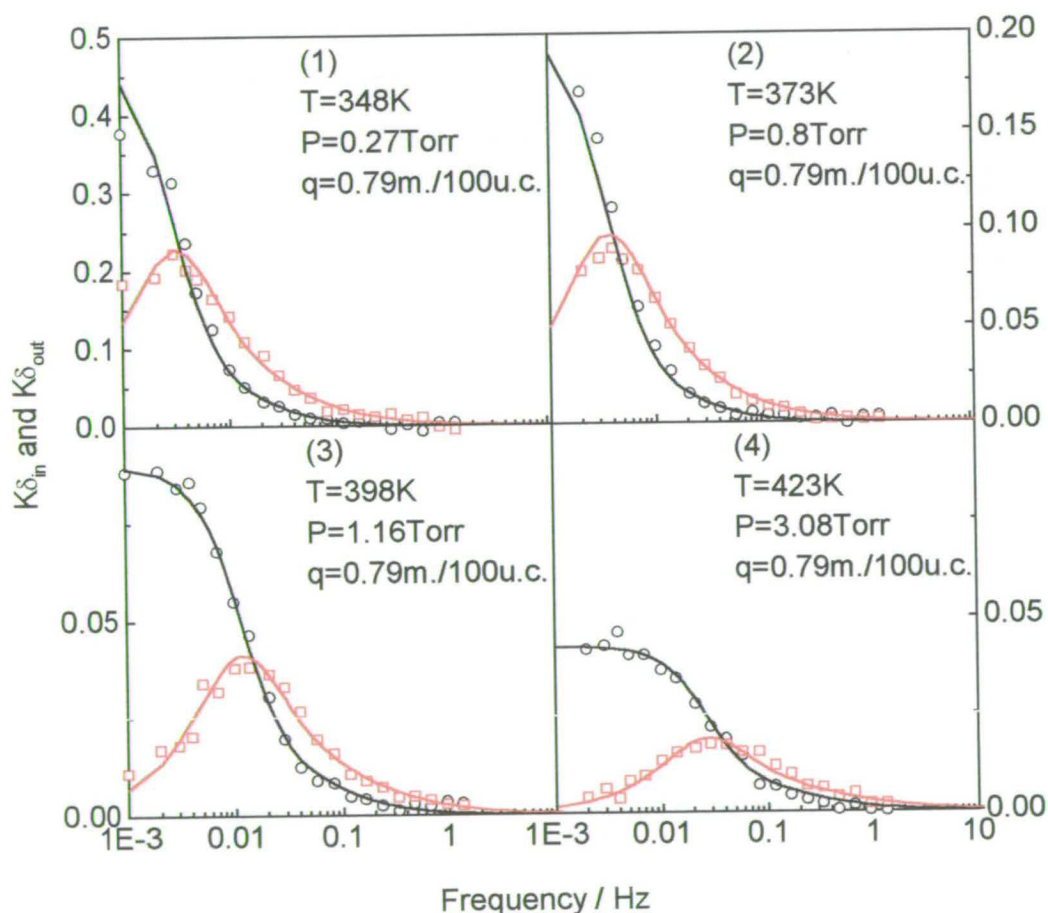 0.5
0.4
0.3
0.2
0.1
0.0
0.05
0.00
Kδin and Kδout
(1)
T=348K
P=0.27Torr
q=0.79m./100u.c.
(2)
T=373K
P=0.8Torr
q=0.79m./100u.c.
0.20
0.15
0.10
0.05
0.00
(3)
T=398K
P=1.16Torr
q=0.79m./100u.c.
(4)
T=423K
P=3.08Torr
q=0.79m./100u.c.
0.05
0.00
1E-3 0.01 0.1 1 1E-3 0.01 0.1 1 10
Frequency / Hz